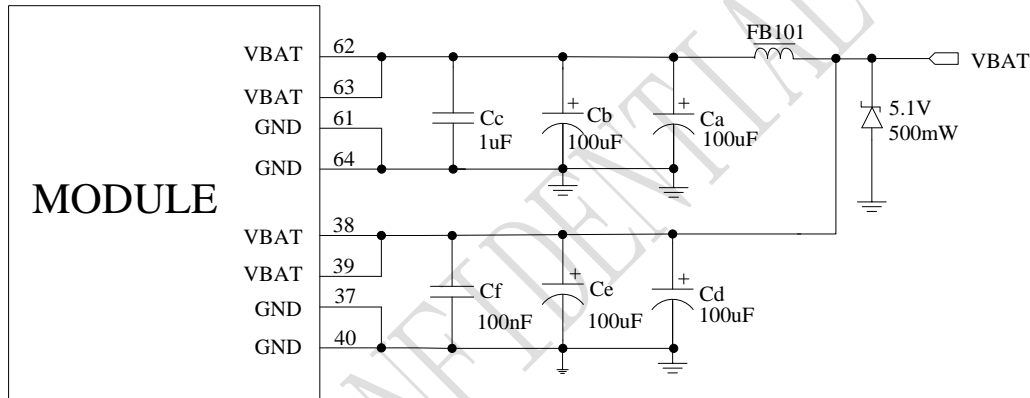 FB101
VBAT 62
VBAT
VBAT 63
GND 61
GND 64
Cc
1uF
Cb
100uF
Ca
100uF
5.1V
500mW
MODULE
VBAT 38
VBAT 39
GND 37
GND 40
Cf
100nF
Ce
100uF
Cd
100uF
+
+
+
+
NFIDENTIAL